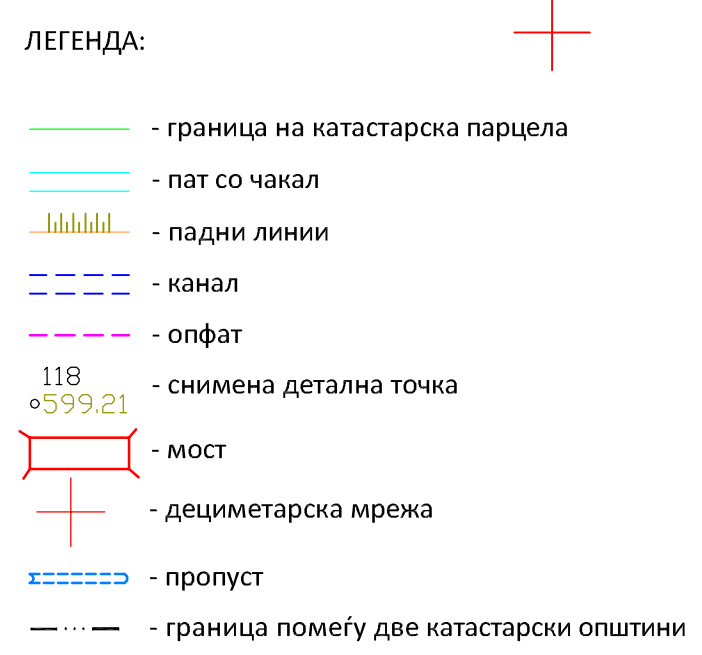 ЛЕГЕНДА:
- граница на катастарска парцела
- пат со чакал
- падни линии
- канал
- опфат
118
599.21
- снимена детална точка
- мост
- дециметарска мрежа
- пропуст
- граница помеѓу две катастарски општини